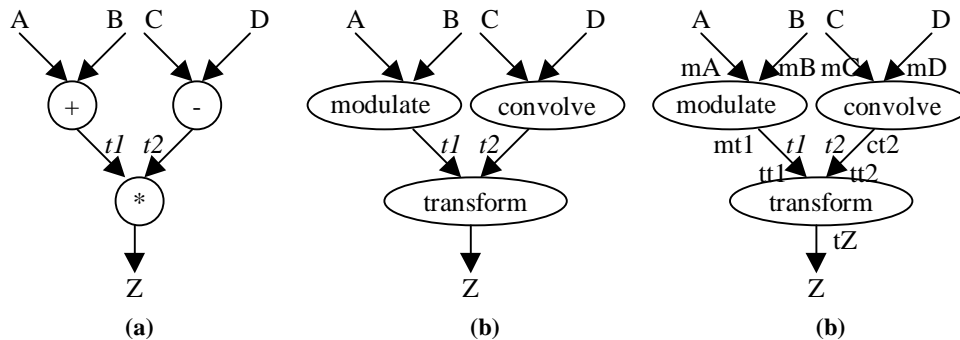 A B C D
+ -
t1 t2
*
Z
(a)
A B C D
modulate convolve
t1 t2
transform
Z
(b)
A B C D
mA mB mC mD
modulate convolve
mt1 t1 t2 ct2
tt1 tt2
transform
tZ
Z
(b)